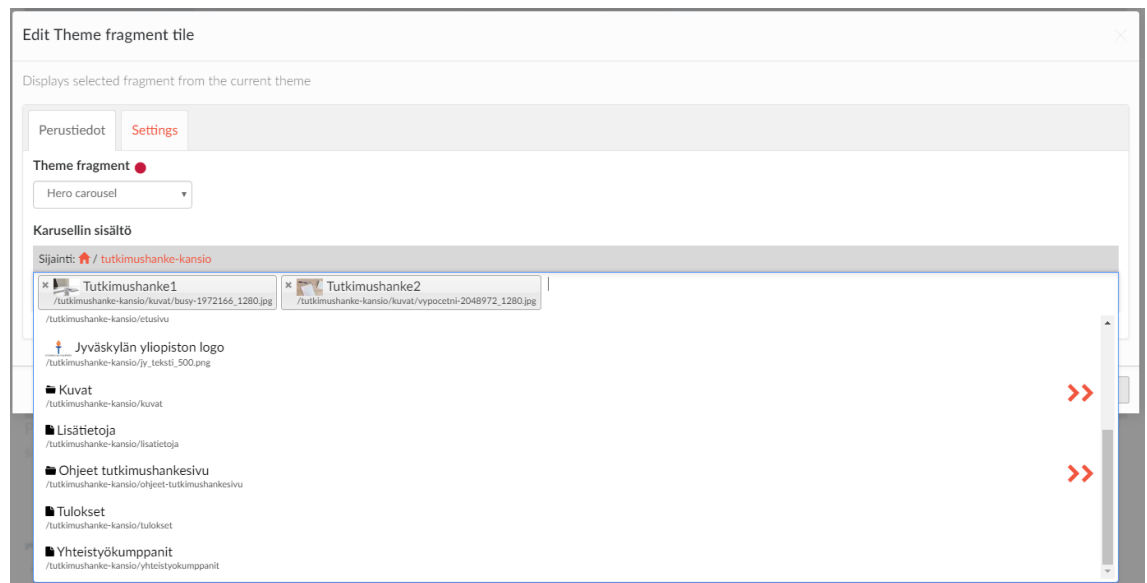 Edit Theme fragment tile
Displays selected fragment from the current theme
Perustiedot Settings
Theme fragment
Hero carousel
Karusellin sisältö
Sijainti: / tutkimushanke-kansio
× Tutkimushanke1 × Tutkimushanke2
/tutkimushanke-kansio/kuvat/busy-1972166_1280.jpg /tutkimushanke-kansio/kuvat/vypocetni-2048972_1280.jpg
/tutkimushanke-kansio/etusivu
Jyväskylän yliopiston logo
/tutkimushanke-kansio/jy_teksti_500.png
Kuvat
/tutkimushanke-kansio/kuvat
Lisätietoja
/tutkimushanke-kansio/lisatietoja
Ohjeet tutkimushankesivu
/tutkimushanke-kansio/ohjeet-tutkimushankesivu
Tulokset
/tutkimushanke-kansio/tulokset
Yhteistyökumppanit
/tutkimushanke-kansio/yhteistyokumppanit